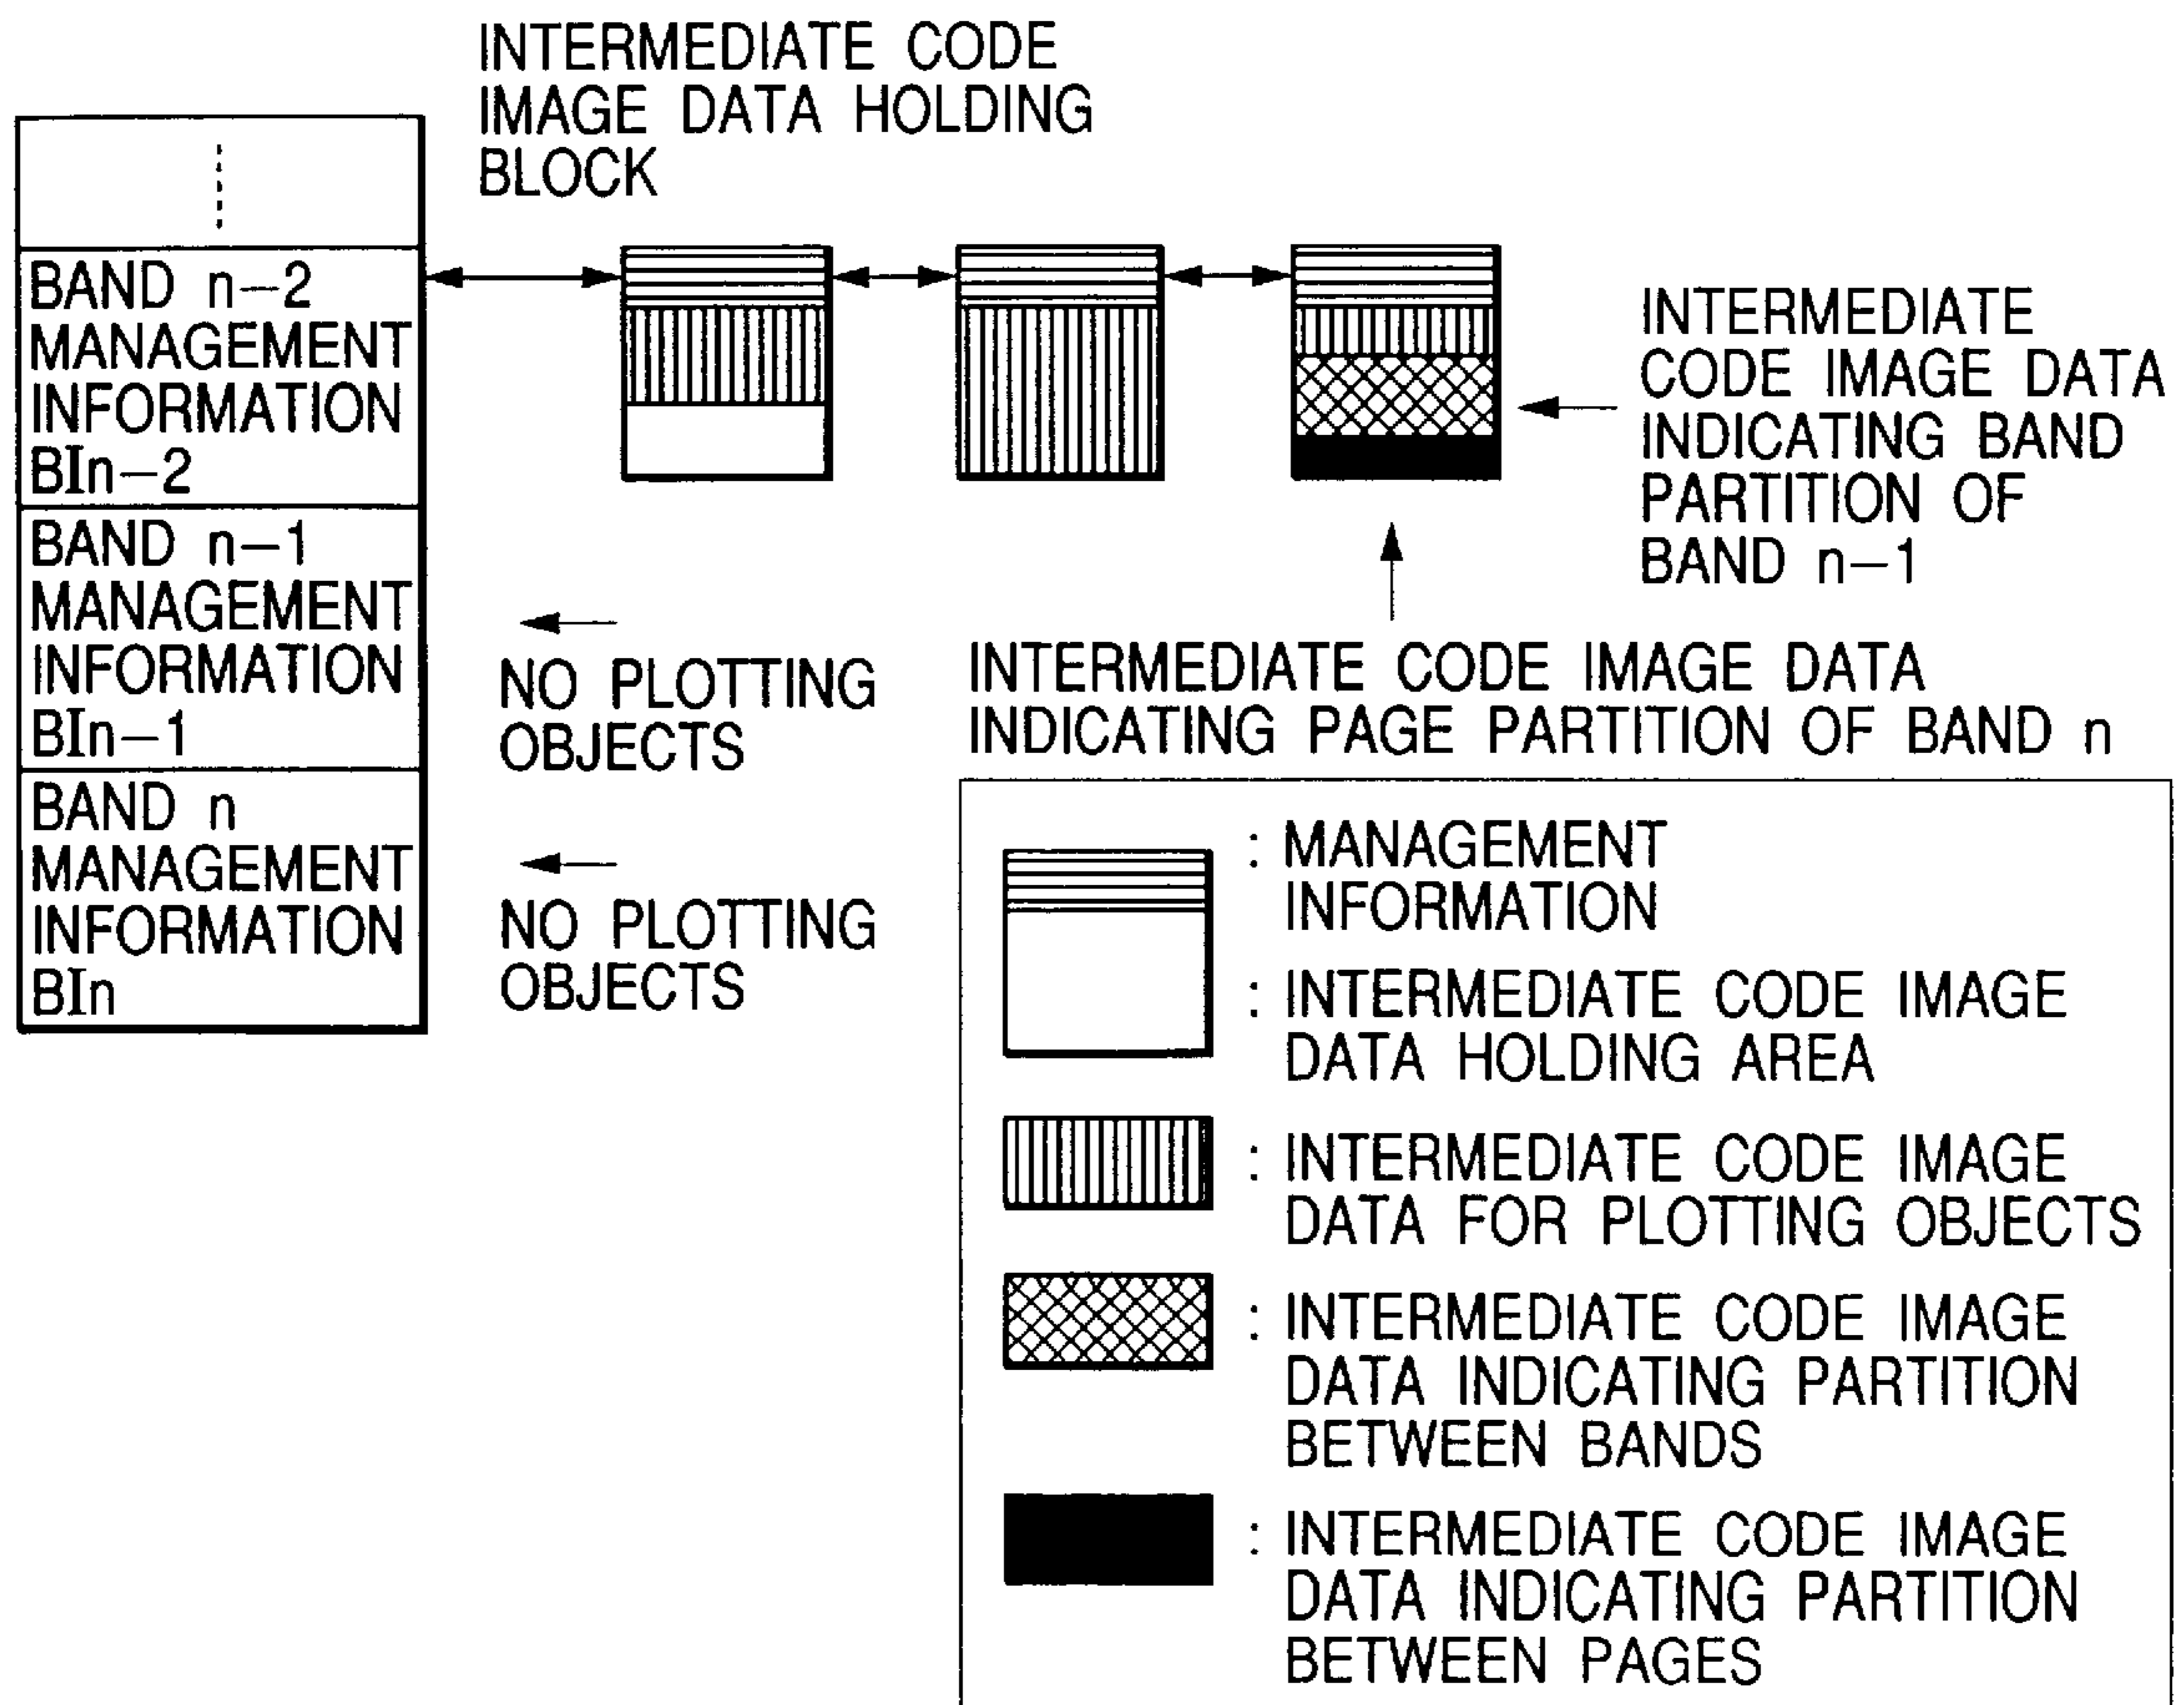 INTERMEDIATE CODE
IMAGE DATA HOLDING
BLOCK
BAND n-2
MANAGEMENT
INFORMATION
BIn-2
BAND n-1
MANAGEMENT
INFORMATION
BIn-1
BAND n
MANAGEMENT
INFORMATION
BIn
NO PLOTTING
OBJECTS
NO PLOTTING
OBJECTS
INTERMEDIATE
CODE IMAGE DATA
INDICATING BAND
PARTITION OF
BAND n-1
INTERMEDIATE CODE IMAGE DATA
INDICATING PAGE PARTITION OF BAND n
: MANAGEMENT
INFORMATION
: INTERMEDIATE CODE IMAGE
DATA HOLDING AREA
: INTERMEDIATE CODE IMAGE
DATA FOR PLOTTING OBJECTS
: INTERMEDIATE CODE IMAGE
DATA INDICATING PARTITION
BETWEEN BANDS
: INTERMEDIATE CODE IMAGE
DATA INDICATING PARTITION
BETWEEN PAGES